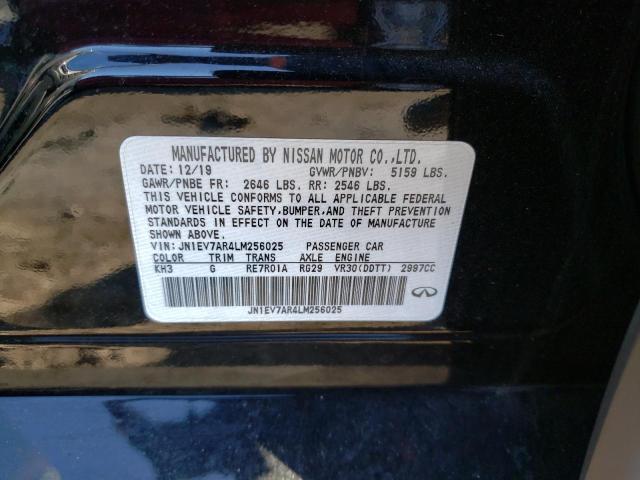 MANUFACTURED BY NISSAN MOTOR CO.,LTD.
DATE: 12/19 GVWR/PNBV: 5159 LBS.
GAWR/PNBE FR: 2646 LBS. RR: 2546 LBS.
THIS VEHICLE CONFORMS TO ALL APPLICABLE FEDERAL
MOTOR VEHICLE SAFETY, BUMPER, AND THEFT PREVENTION
STANDARDS IN EFFECT ON THE DATE OF MANUFACTURE
SHOWN ABOVE.
VIN: JN1EV7AR4LM256025 PASSENGER CAR
COLOR TRIM TRANS AXLE ENGINE
KH3 G RE7R01A RG29 VR30(DDTT) 2997CC
JN1EV7AR4LM256025
INFINITI